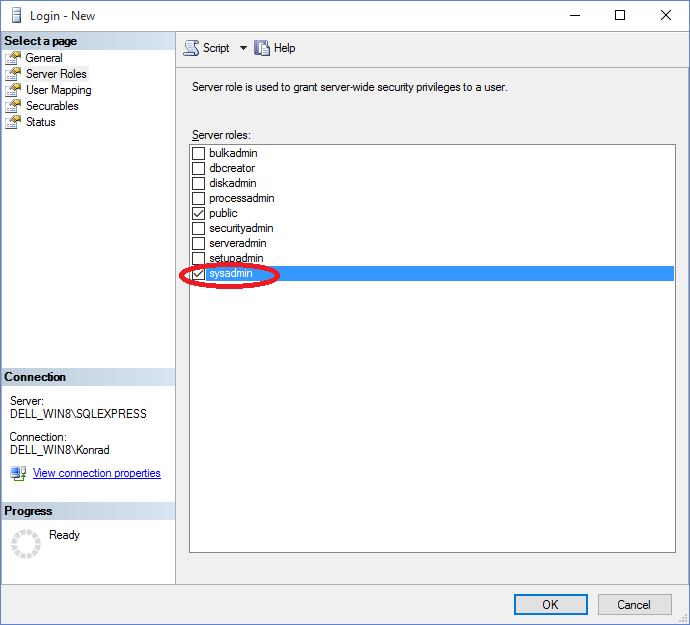 Login - New
Select a page
General
Server Roles
User Mapping
Securables
Status
Script
Help
Server role is used to grant server-wide security privileges to a user.
Server roles:
bulkadmin
dbcreator
diskadmin
processadmin
public
securityadmin
serveradmin
setupadmin
sysadmin
Connection
Server:
DELL_WIN8\SQLEXPRESS
Connection:
DELL_WIN8\Konrad
View connection properties
Progress
Ready
OK
Cancel